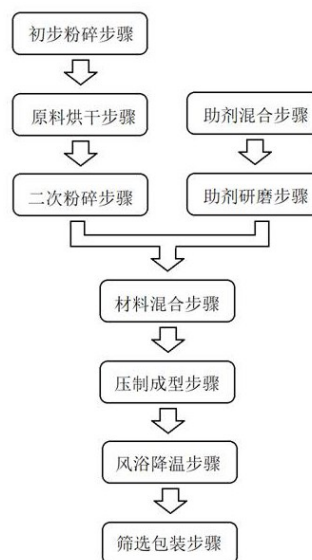 初步粉碎步骤
原料烘干步骤
助剂混合步骤
二次粉碎步骤
助剂研磨步骤
材料混合步骤
压制成型步骤
风浴降温步骤
筛选包装步骤